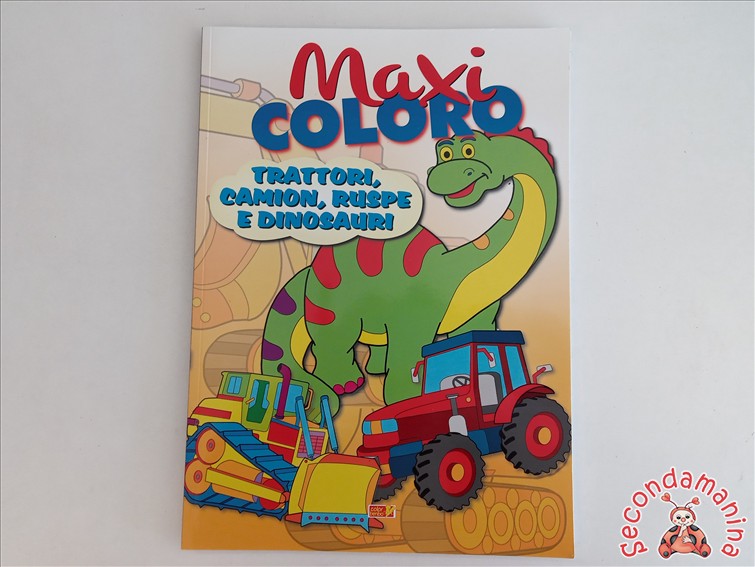 Maxi
COLORO
TRATTORI,
CAMION, RUSPE
E DINOSAURI
Secondamanina